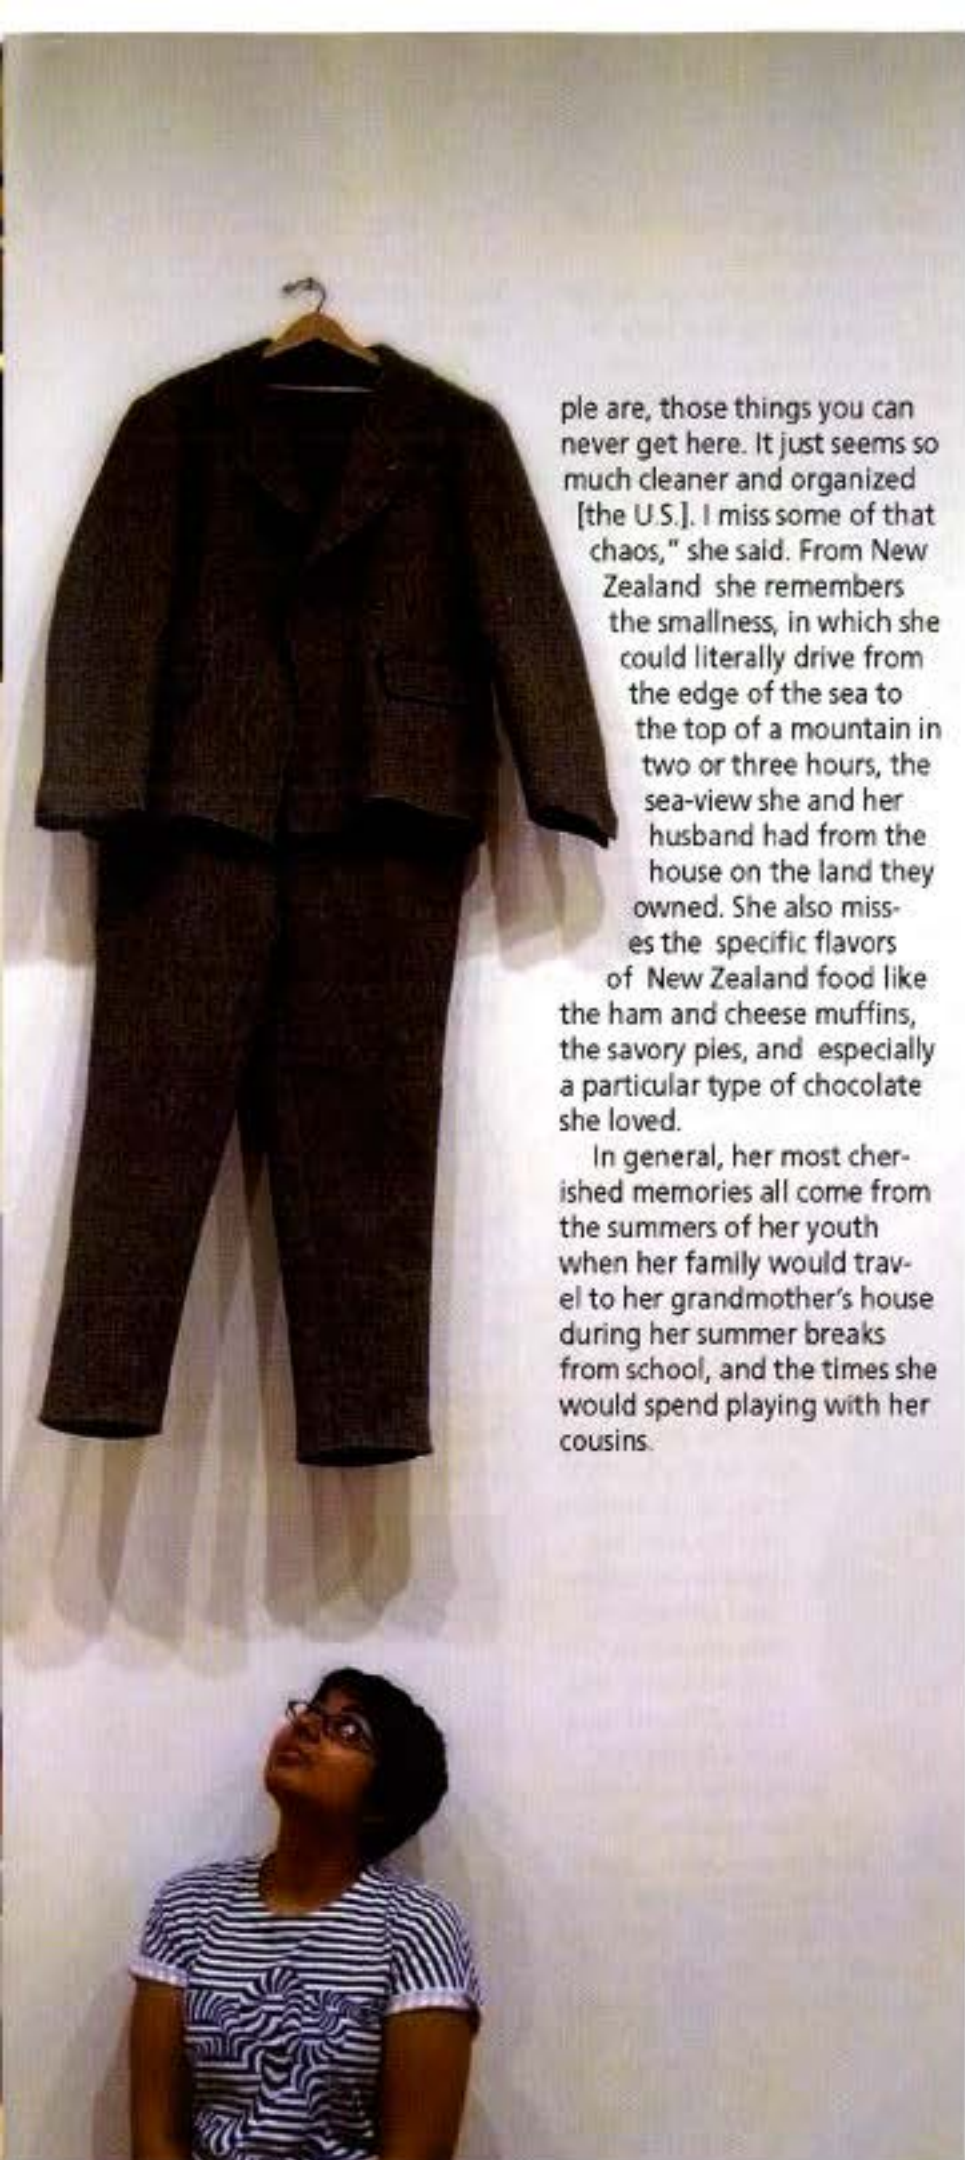 ple are, those things you can
never get here. It just seems so
much cleaner and organized
[the U.S.]. I miss some of that
chaos," she said. From New
Zealand she remembers
the smallness, in which she
could literally drive from
the edge of the sea to
the top of a mountain in
two or three hours, the
sea-view she and her
husband had from the
house on the land they
owned. She also miss-
es the specific flavors
of New Zealand food like
the ham and cheese muffins,
the savory pies, and especially
a particular type of chocolate
she loved.
In general, her most cher-
ished memories all come from
the summers of her youth
when her family would trav-
el to her grandmother's house
during her summer breaks
from school, and the times she
would spend playing with her
cousins.